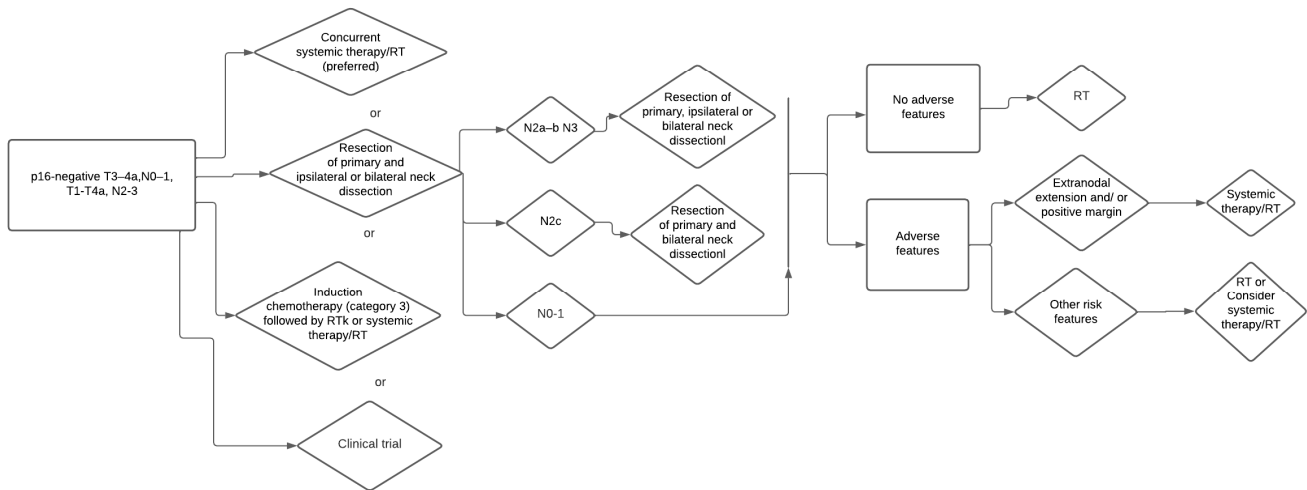 Concurrent
systemic therapy/RT
(preferred)
or
Resection
of primary and
ipsilateral or bilateral neck
dissection
or
Induction
chemotherapy (category 3)
followed by RTk or systemic
therapy/RT
or
Clinical trial
p16-negative T3–4a,N0–1,
T1-T4a, N2-3
N2a–b N3
N2c
N0-1
Resection of
primary, ipsilateral or
bilateral neck
dissectionl
Resection
of primary and
bilateral neck
dissectionl
No adverse
features
RT
Adverse
features
Extranodal
extension and/ or
positive margin
Systemic
therapy/RT
Other risk
features
RT or
Consider
systemic
therapy/RT